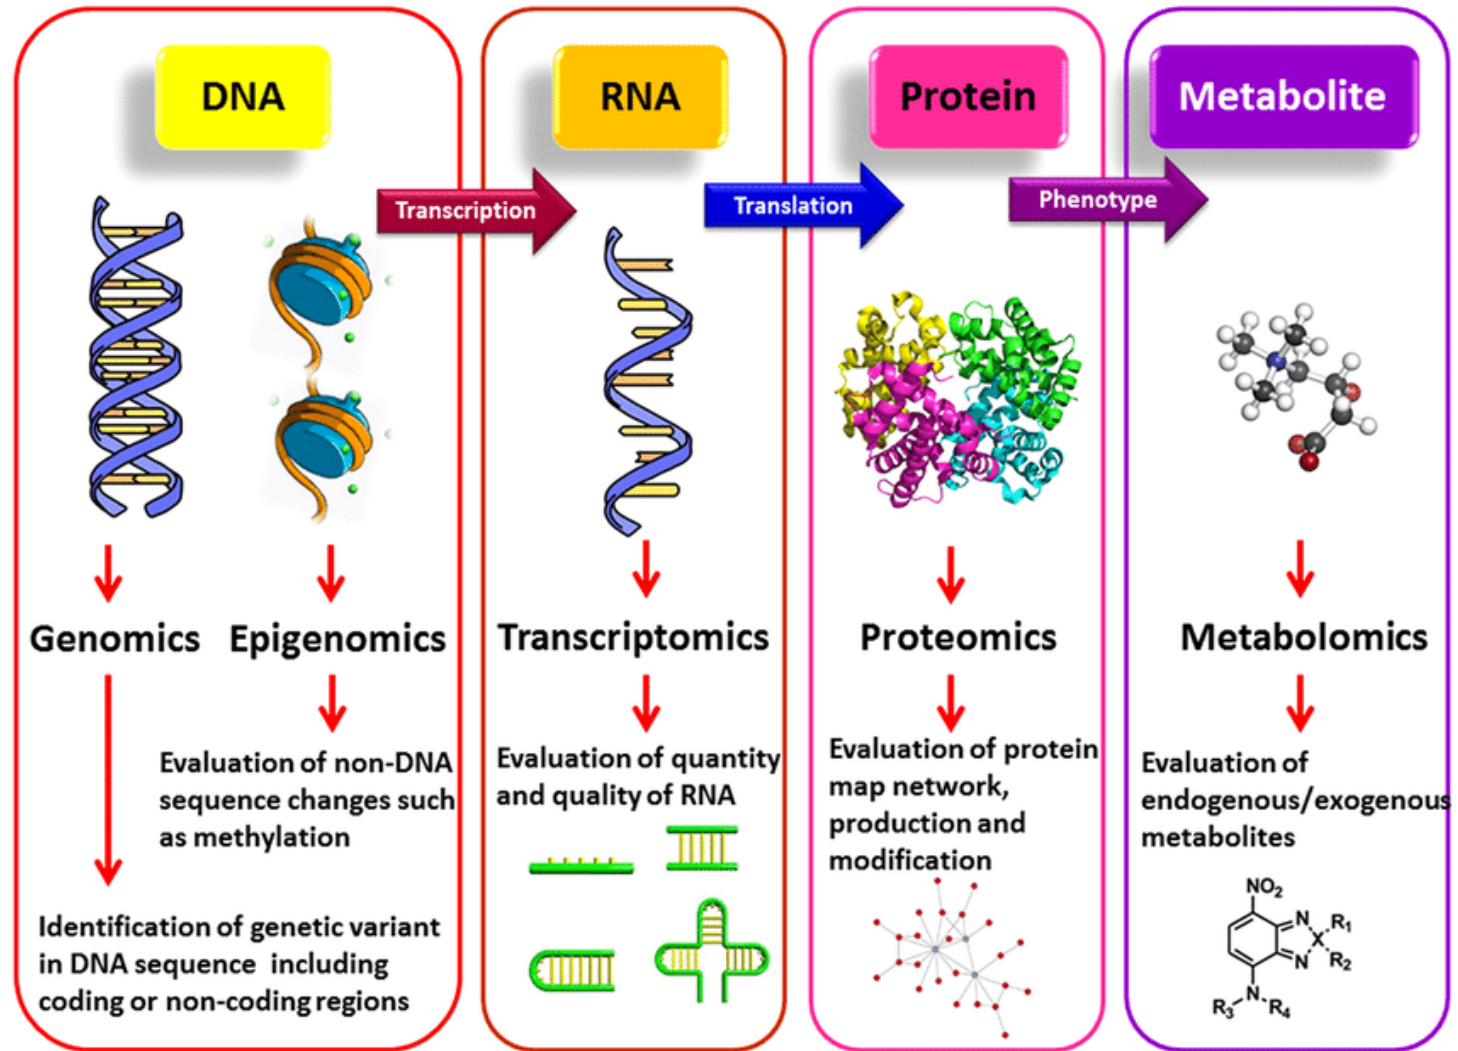 DNA
RNA
Protein
Metabolite
Transcription
Translation
Phenotype
Genomics
Epigenomics
Transcriptomics
Proteomics
Metabolomics
Evaluation of non-DNA
sequence changes such
as methylation
Identification of genetic variant
in DNA sequence including
coding or non-coding regions
Evaluation of quantity
and quality of RNA
Evaluation of protein
map network,
production and
modification
Evaluation of
endogenous/exogenous
metabolites
NO₂
N
R₁
X
N
R₂
N
R₃
R₄